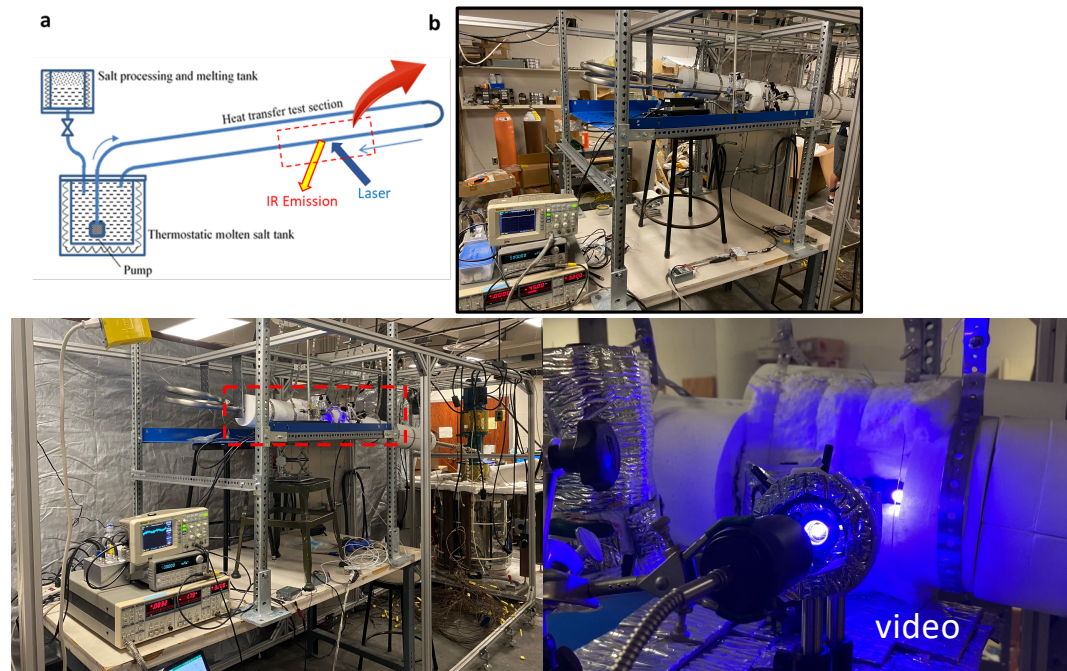 a
b
Salt processing and melting tank
Heat transfer test section
IR Emission
Laser
Thermostatic molten salt tank
Pump
video